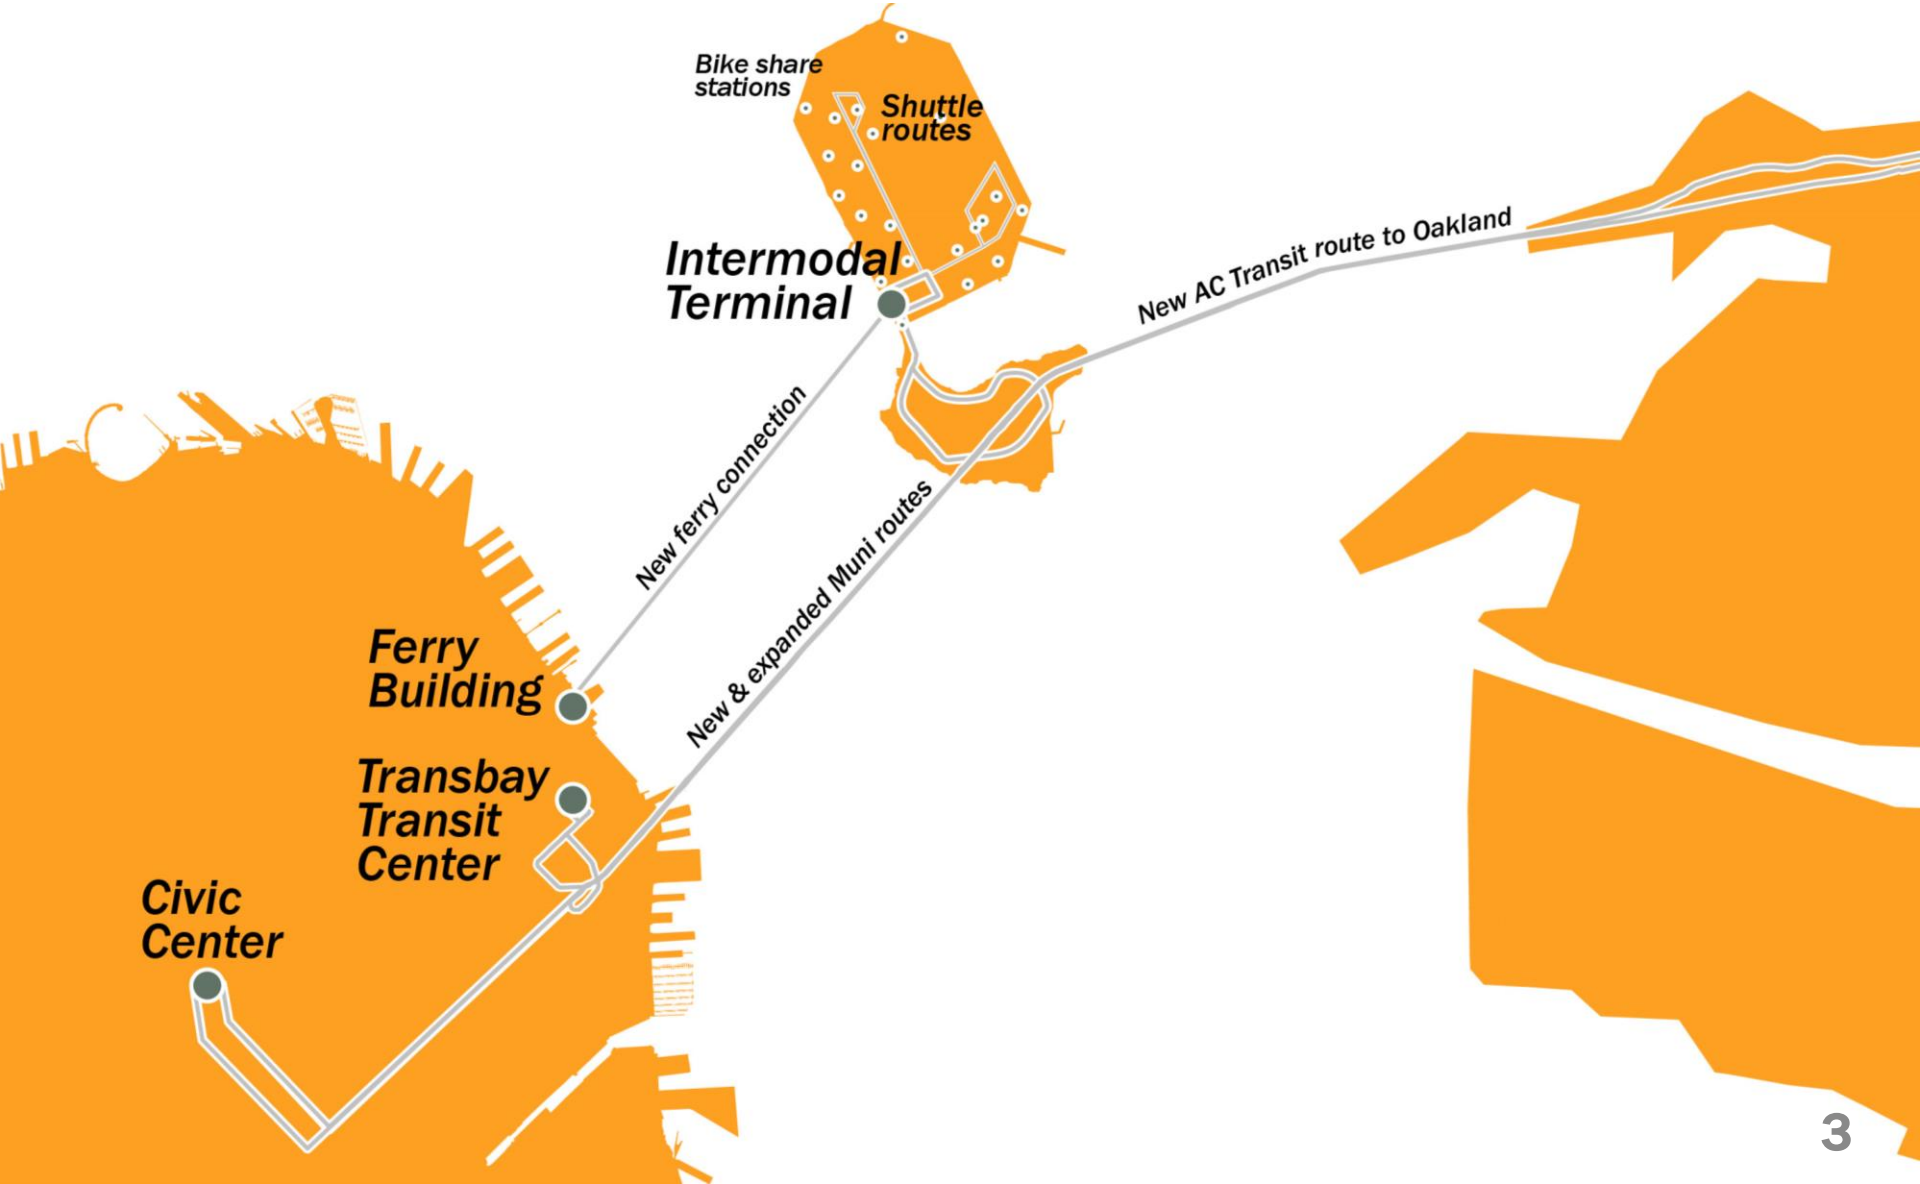 Bike share
stations
Shuttle
routes
Intermodal
Terminal
New AC Transit route to Oakland
New ferry connection
New & expanded Muni routes
Ferry
Building
Transbay
Transit
Center
Civic
Center
3